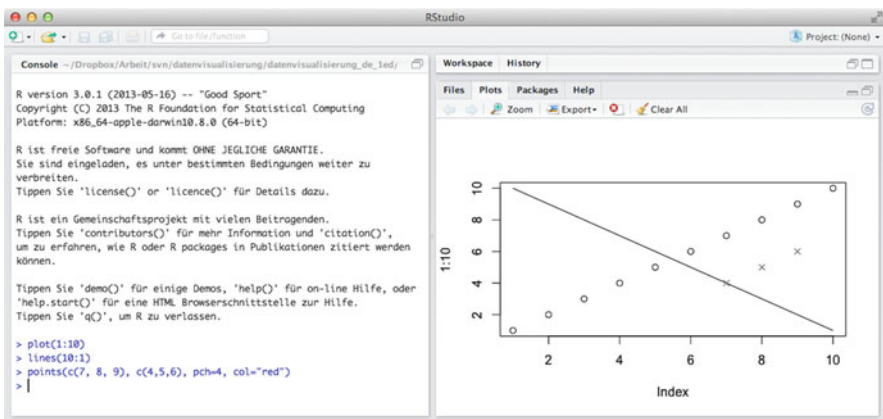 RStudio
Go to file/function
Project: (None)
Console ~/Dropbox/Arbeit/svn/datenvisualisierung/datenvisualisierung_de_1ed/
R version 3.0.1 (2013-05-16) -- "Good Sport"
Copyright (C) 2013 The R Foundation for Statistical Computing
Platform: x86_64-apple-darwin10.8.0 (64-bit)
R ist freie Software und kommt OHNE JEGLICHE GARANTIE.
Sie sind eingeladen, es unter bestimmten Bedingungen weiter zu
verbreiten.
Tippen Sie 'license()' or 'licence()' für Details dazu.
R ist ein Gemeinschaftsprojekt mit vielen Beitragenden.
Tippen Sie 'contributors()' für mehr Information und 'citation()',
um zu erfahren, wie R oder R packages in Publikationen zitiert werden
können.
Tippen Sie 'demo()' für einige Demos, 'help()' für on-line Hilfe, oder
'help.start()' für eine HTML Browserschnittstelle zur Hilfe.
Tippen Sie 'q()', um R zu verlassen.
> plot(1:10)
> lines(10:1)
> points(c(7, 8, 9), c(4,5,6), pch=4, col="red")
>
Workspace History
Files Plots Packages Help
Zoom Export Clear All
10
8
6
4
2
1:10
2 4 6 8 10
Index